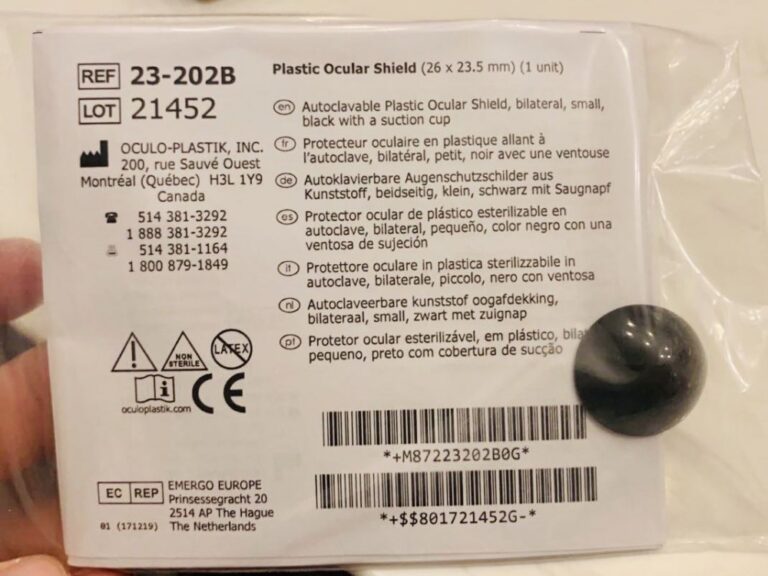 REF 23-202B
LOT 21452
OCULO-PLASTIK, INC.
200, rue Sauvé Ouest
Montréal (Québec) H3L 1Y9
Canada
514 381-3292
1 888 381-3292
514 381-1164
1 800 879-1849
NON
STERILE
LATEX
i
oculoplastik.com
CE
EC REP
EMERGO EUROPE
Prinsessegracht 20
2514 AP The Hague
The Netherlands
01 (171219)
Plastic Ocular Shield (26 x 23.5 mm) (1 unit)
en Autoclavable Plastic Ocular Shield, bilateral, small,
black with a suction cup
fr Protecteur oculaire en plastique allant à
l'autoclave, bilatéral, petit, noir avec une ventouse
de Autoklavierbare Augenschutzschilder aus
Kunststoff, beidseitig, klein, schwarz mit Saugnapf
es Protector ocular de plástico esterilizable en
autoclave, bilateral, pequeño, color negro con una
ventosa de sujeción
it Protettore oculare in plastica sterilizzabile in
autoclave, bilaterale, piccolo, nero con ventosa
nl Autoclaveerbare kunststof oogafdekking,
bilateraal, small, zwart met zuignap
pt Protetor ocular esterilizável, em plástico,
pequeno, preto com cobertura de sucção
*+M87223202B0G*
*+$$801721452G-*